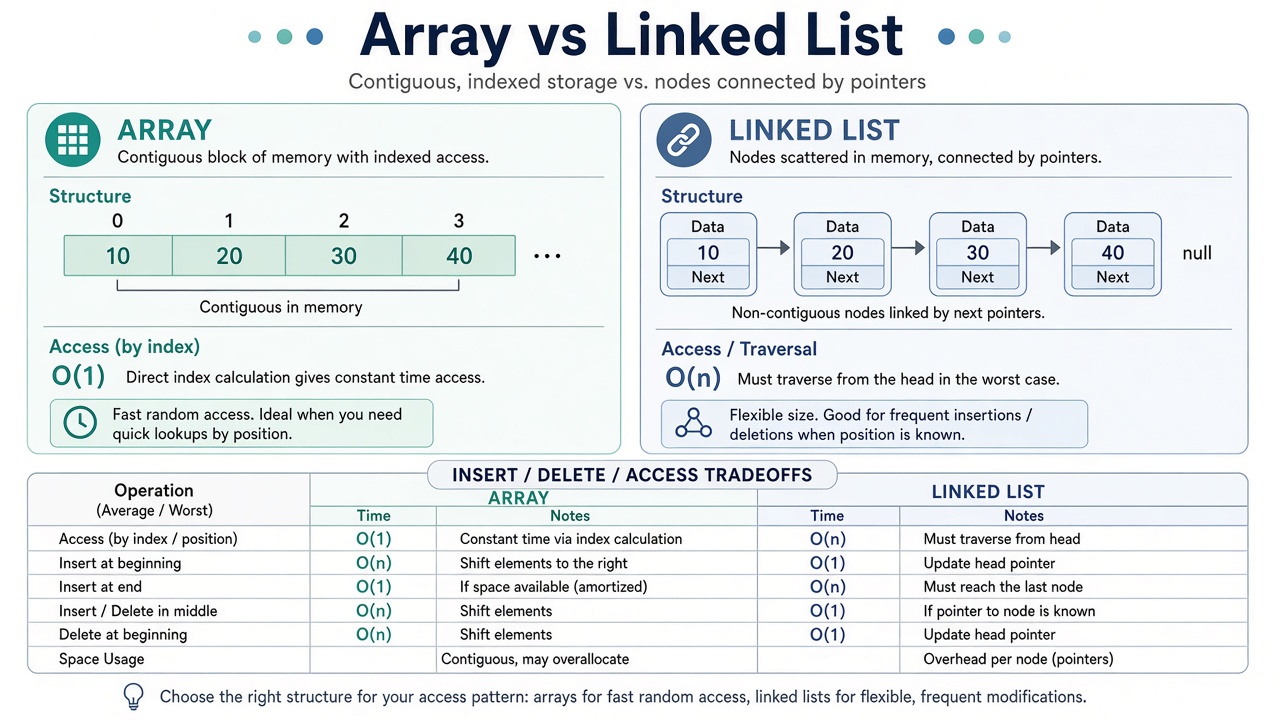 Array vs Linked List
Contiguous, indexed storage vs. nodes connected by pointers
ARRAY
Contiguous block of memory with indexed access.
Structure
0 1 2 3
10 20 30 40 ...
Contiguous in memory
Access (by index)
O(1) Direct index calculation gives constant time access.
Fast random access. Ideal when you need
quick lookups by position.
LINKED LIST
Nodes scattered in memory, connected by pointers.
Structure
Data Data Data Data
10 20 30 40 null
Next Next Next Next
Non-contiguous nodes linked by next pointers.
Access / Traversal
O(n) Must traverse from the head in the worst case.
Flexible size. Good for frequent insertions /
deletions when position is known.
INSERT / DELETE / ACCESS TRADEOFFS
Operation ARRAY LINKED LIST
(Average / Worst) Time Notes Time Notes
Access (by index / position) O(1) Constant time via index calculation O(n) Must traverse from head
Insert at beginning O(n) Shift elements to the right O(1) Update head pointer
Insert at end O(1) If space available (amortized) O(n) Must reach the last node
Insert / Delete in middle O(n) Shift elements O(1) If pointer to node is known
Delete at beginning O(n) Shift elements O(1) Update head pointer
Space Usage Contiguous, may overallocate Overhead per node (pointers)
Choose the right structure for your access pattern: arrays for fast random access, linked lists for flexible, frequent modifications.